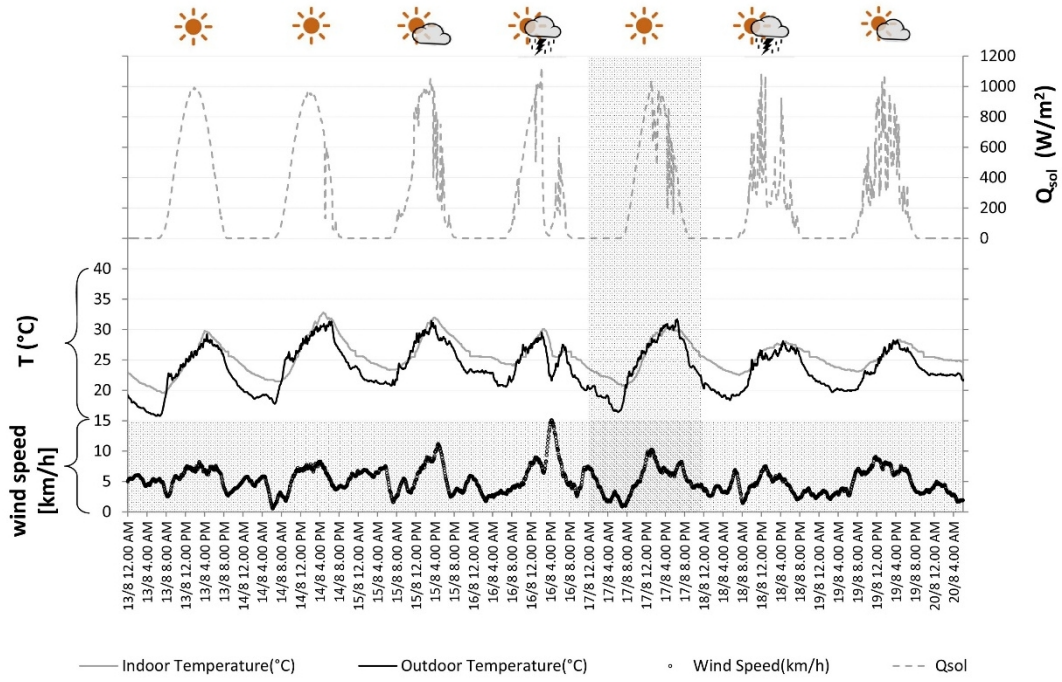 1200
1000
800
600
400
200
0
Qsol (W/m²)
40
35
30
25
20
15
10
5
0
T (°C)
wind speed
[km/h]
13/8 12.00 AM
13/8 4.00 AM
13/8 8.00 AM
13/8 12.00 PM
13/8 4.00 PM
13/8 8.00 PM
14/8 12.00 AM
14/8 4.00 AM
14/8 8.00 AM
14/8 12.00 PM
14/8 4.00 PM
14/8 8.00 PM
15/8 12.00 AM
15/8 4.00 AM
15/8 8.00 AM
15/8 12.00 PM
15/8 4.00 PM
15/8 8.00 PM
16/8 12.00 AM
16/8 4.00 AM
16/8 8.00 AM
16/8 12.00 PM
16/8 4.00 PM
16/8 8.00 PM
17/8 12.00 AM
17/8 4.00 AM
17/8 8.00 AM
17/8 12.00 PM
17/8 4.00 PM
17/8 8.00 PM
18/8 12.00 AM
18/8 4.00 AM
18/8 8.00 AM
18/8 12.00 PM
18/8 4.00 PM
18/8 8.00 PM
19/8 12.00 AM
19/8 4.00 AM
19/8 8.00 AM
19/8 12.00 PM
19/8 4.00 PM
19/8 8.00 PM
20/8 12.00 AM
20/8 4.00 AM
Indoor Temperature(°C) Outdoor Temperature(°C) Wind Speed(km/h) Qsol